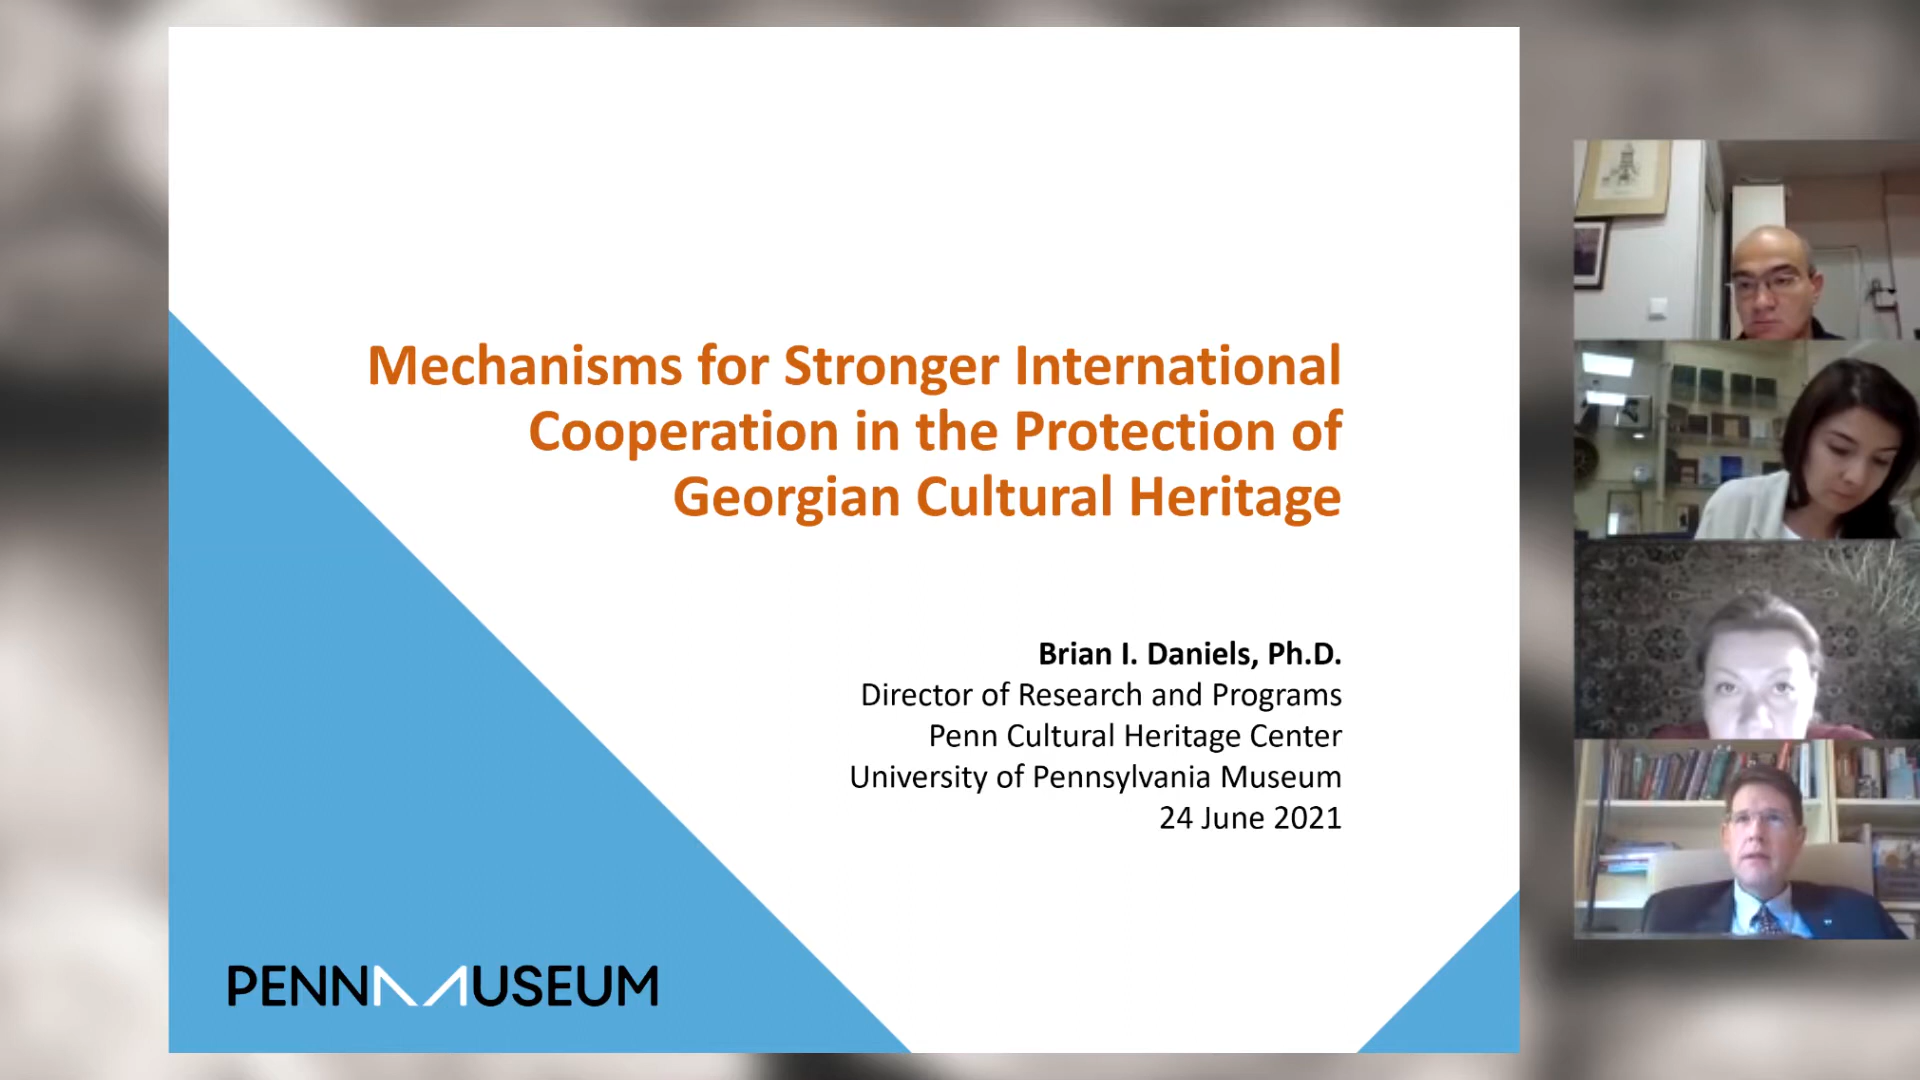 Mechanisms for Stronger International
Cooperation in the Protection of
Georgian Cultural Heritage
Brian I. Daniels, Ph.D.
Director of Research and Programs
Penn Cultural Heritage Center
University of Pennsylvania Museum
24 June 2021
PENN MUSEUM